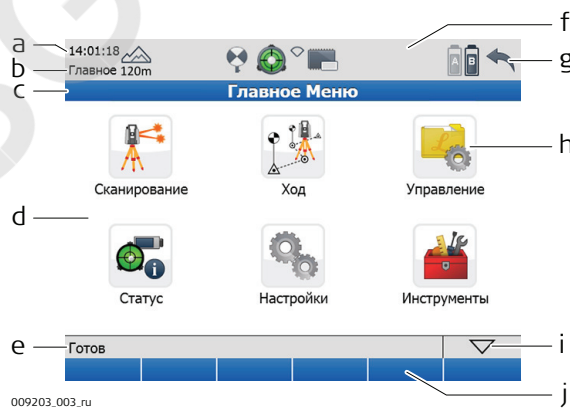 a
14:01:18
f
b
Главное 120m
A
B
g
c
Главное Меню
h
Сканирование
Ход
Управление
d
i
Статус
Настройки
Инструменты
e
Готов
i
j
009203_003_ru